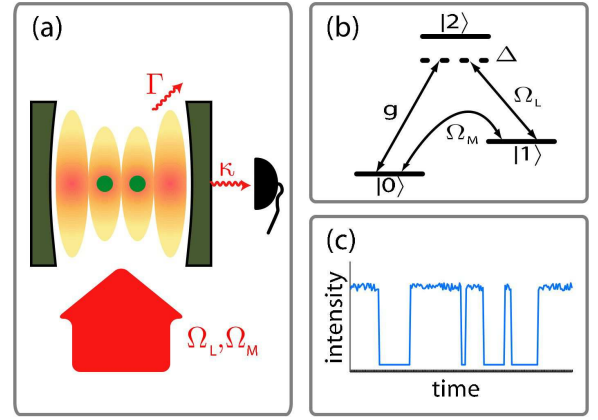 (a)
Γ
κ
Ω_L,Ω_M
(b)
|2⟩
Δ
g
Ω_L
Ω_M
|1⟩
|0⟩
(c)
intensity
time